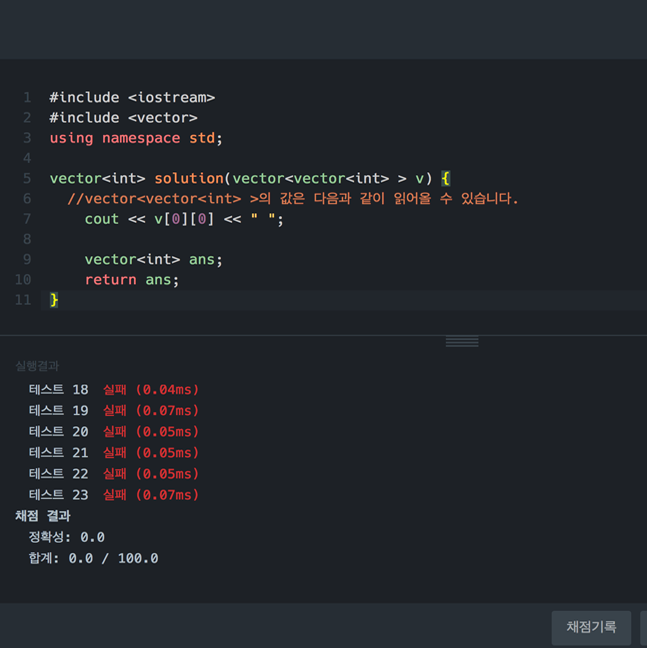 1 #include <iostream>
2 #include <vector>
3 using namespace std;
4
5 vector<int> solution(vector<vector<int> > v) {
6 //vector<vector<int> >의 값은 다음과 같이 읽어올 수 있습니다.
7 cout << v[0][0] << " ";
8
9 vector<int> ans;
10 return ans;
11 }
실행결과
테스트 18 실패 (0.04ms)
테스트 19 실패 (0.07ms)
테스트 20 실패 (0.05ms)
테스트 21 실패 (0.05ms)
테스트 22 실패 (0.05ms)
테스트 23 실패 (0.07ms)
채점 결과
정확성: 0.0
합계: 0.0 / 100.0
채점기록